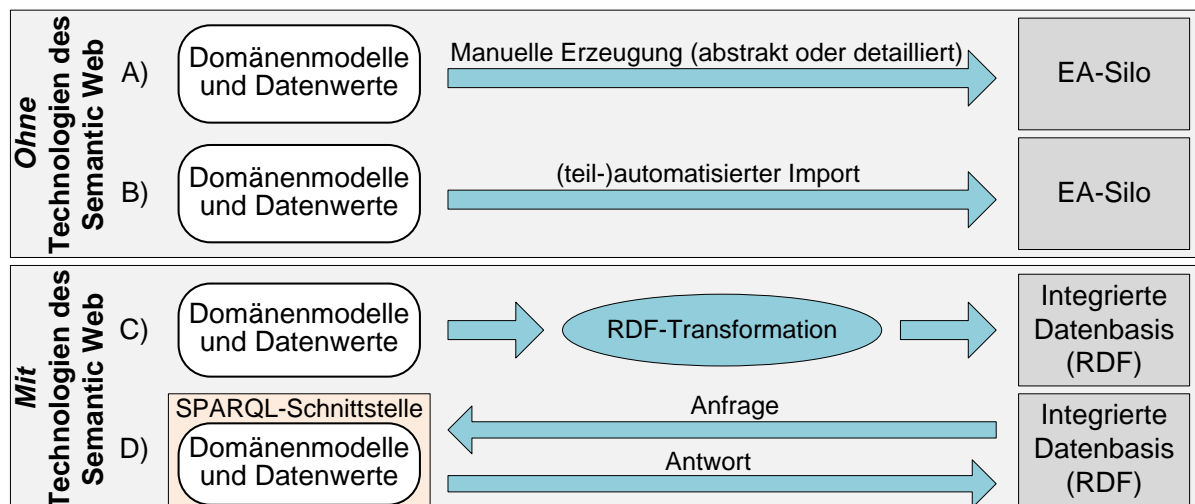 Ohne
Technologien des
Semantic Web
A)
Domänenmodelle
und Datenwerte
Manuelle Erzeugung (abstrakt oder detailliert)
EA-Silo
B)
Domänenmodelle
und Datenwerte
(teil-)automatisierter Import
EA-Silo
Mit
Technologien des
Semantic Web
C)
Domänenmodelle
und Datenwerte
RDF-Transformation
Integrierte
Datenbasis
(RDF)
D)
SPARQL-Schnittstelle
Domänenmodelle
und Datenwerte
Anfrage
Antwort
Integrierte
Datenbasis
(RDF)